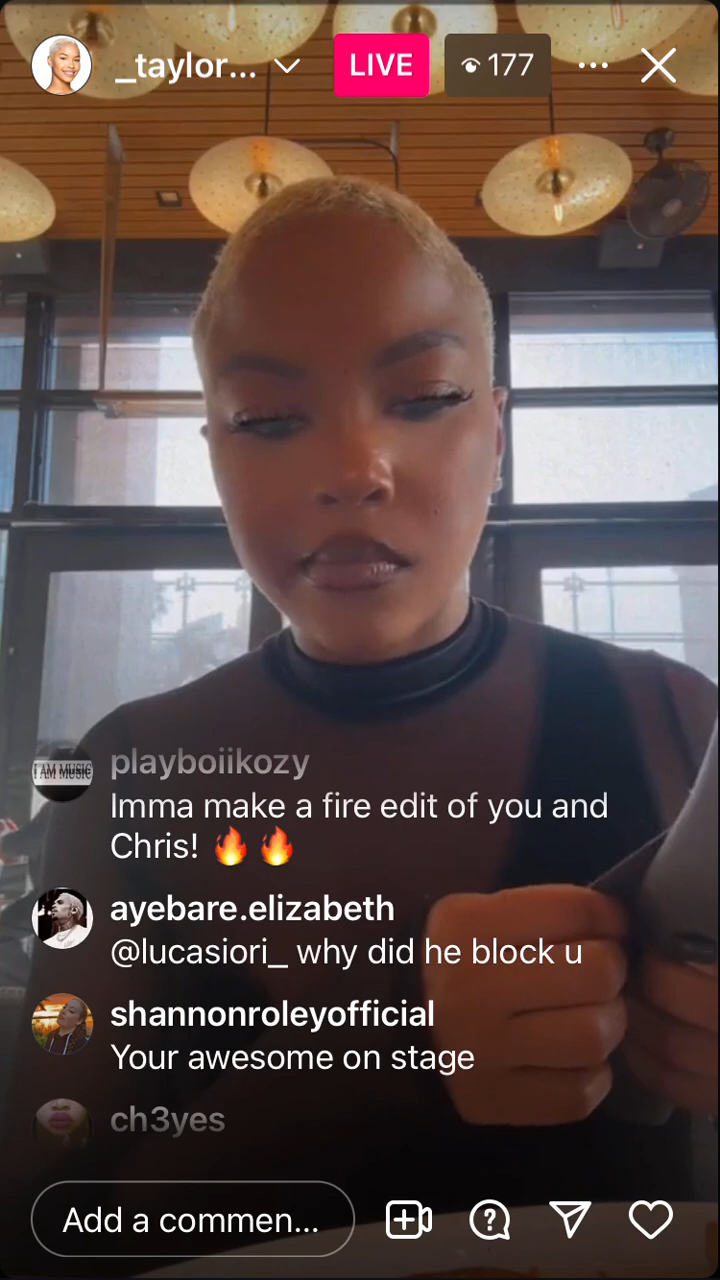 _taylor...
LIVE
177
I AM MUSIC
playboiikozy
Imma make a fire edit of you and
Chris! 🔥 🔥
ayebare.elizabeth
@lucasiori_ why did he block u
shannonroleyofficial
Your awesome on stage
ch3yes
Add a commen...